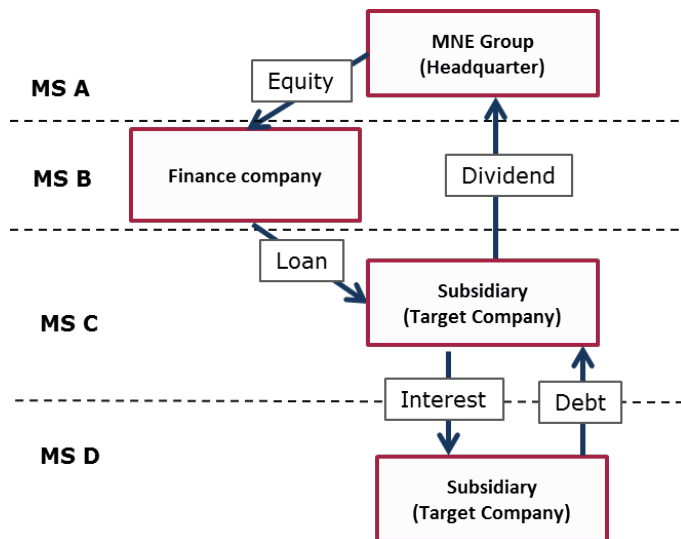 MNE Group
(Headquarter)
Equity
MS A
MS B
Finance company
Dividend
Loan
Subsidiary
(Target Company)
MS C
Interest
Debt
MS D
Subsidiary
(Target Company)